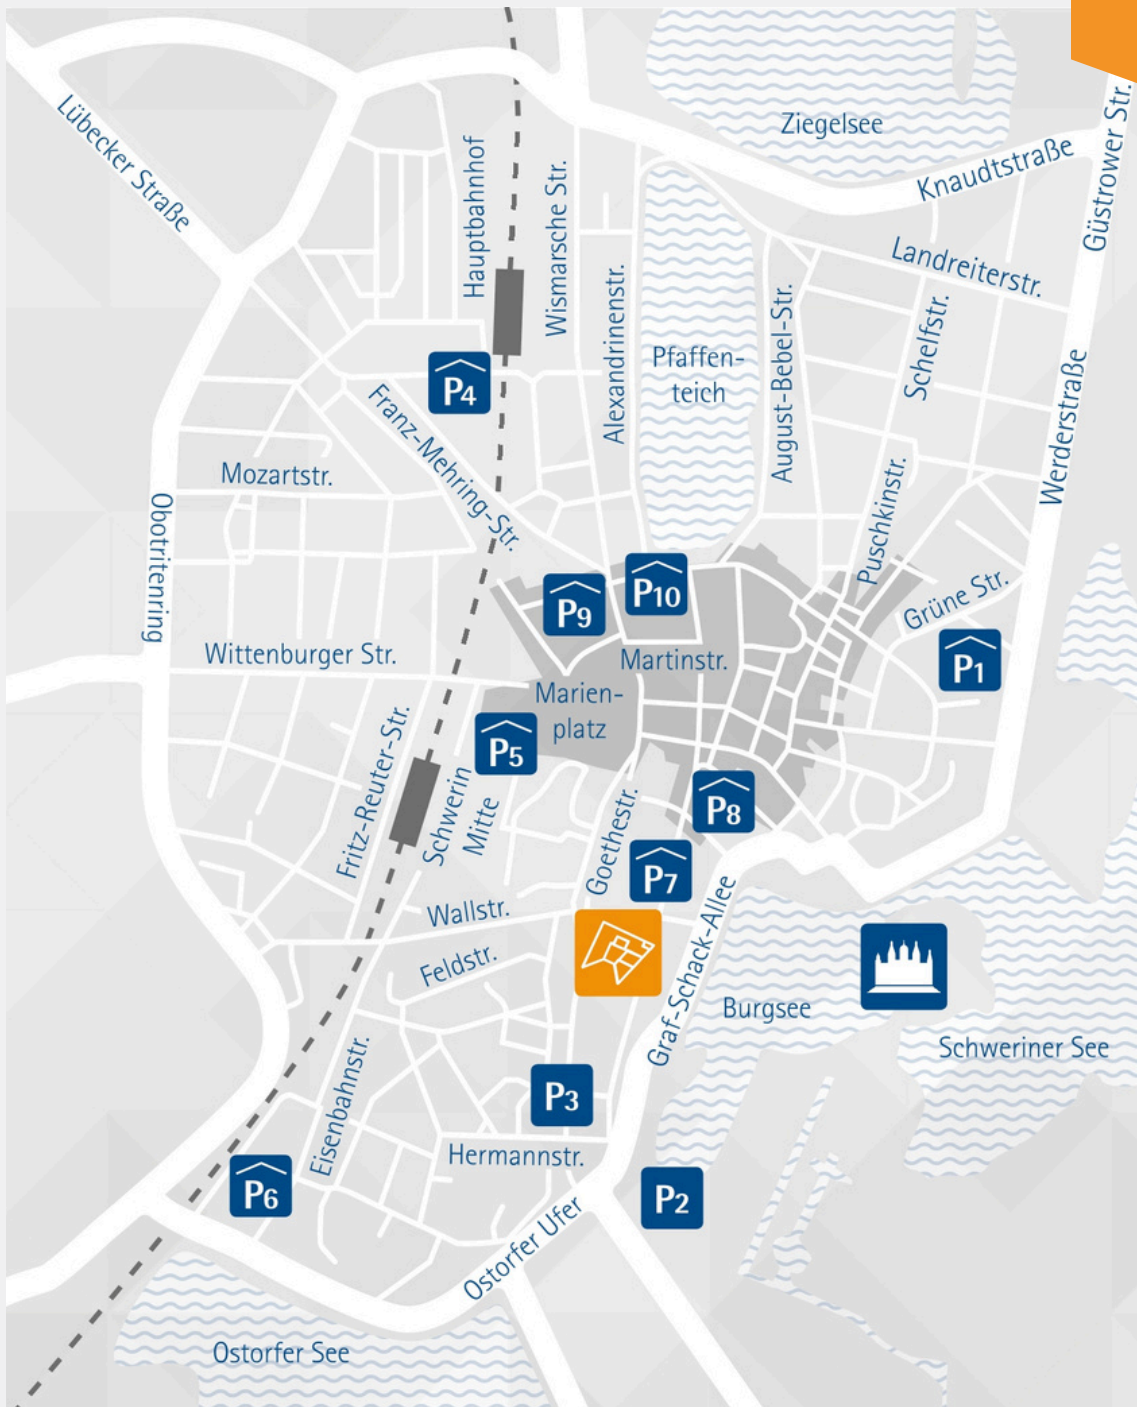 Ziegelsee
Lübecker Straße
Hauptbahnhof
Wismarsche Str.
Knaudtstraße
Güstrower Str.
Landreiterstr.
Alexandrinenstr.
Pfaffen-
teich
August-Bebel-Str.
Schelfstr.
Werderstraße
P4
Franz-Mehring-Str.
Mozartstr.
Puschkinstr.
Obotritenring
P10
P9
Grüne Str.
Wittenburger Str.
Martinstr.
P1
Marien-
platz
P5
Fritz-Reuter-Str.
Schwerin
Mitte
P8
Goethestr.
P7
Graf-Schack-Allee
Wallstr.
Feldstr.
Burgsee
Schweriner See
Eisenbahnstr.
P3
Hermannstr.
P6
P2
Ostorfer Ufer
Ostorfer See